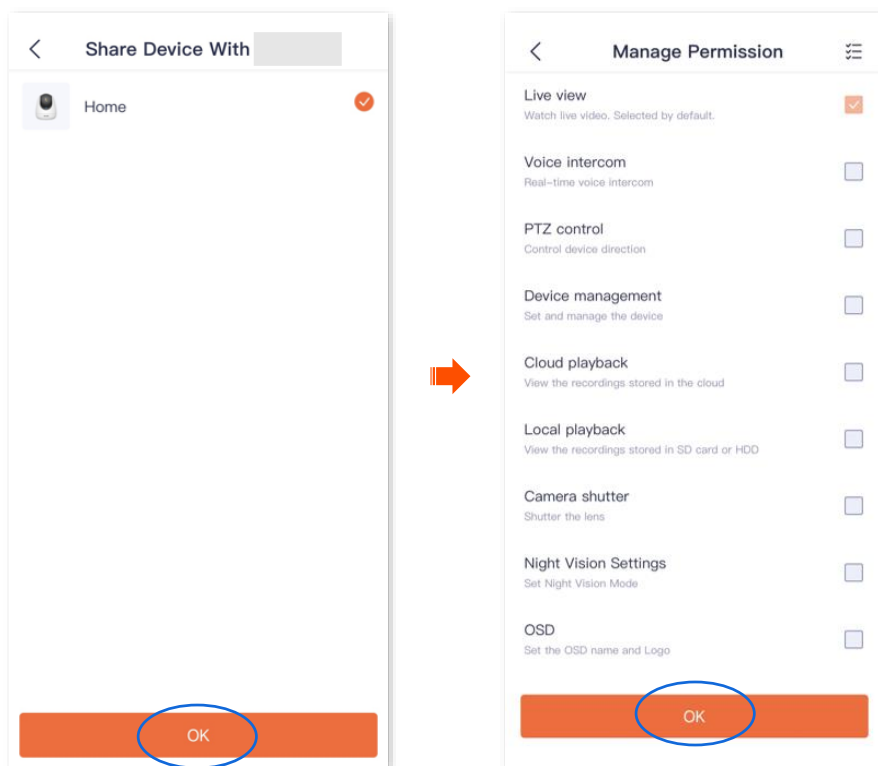 Share Device With
Home
OK
Manage Permission
Live view
Watch live video. Selected by default.
Voice intercom
Real-time voice intercom
PTZ control
Control device direction
Device management
Set and manage the device
Cloud playback
View the recordings stored in the cloud
Local playback
View the recordings stored in SD card or HDD
Camera shutter
Shutter the lens
Night Vision Settings
Set Night Vision Mode
OSD
Set the OSD name and Logo
OK